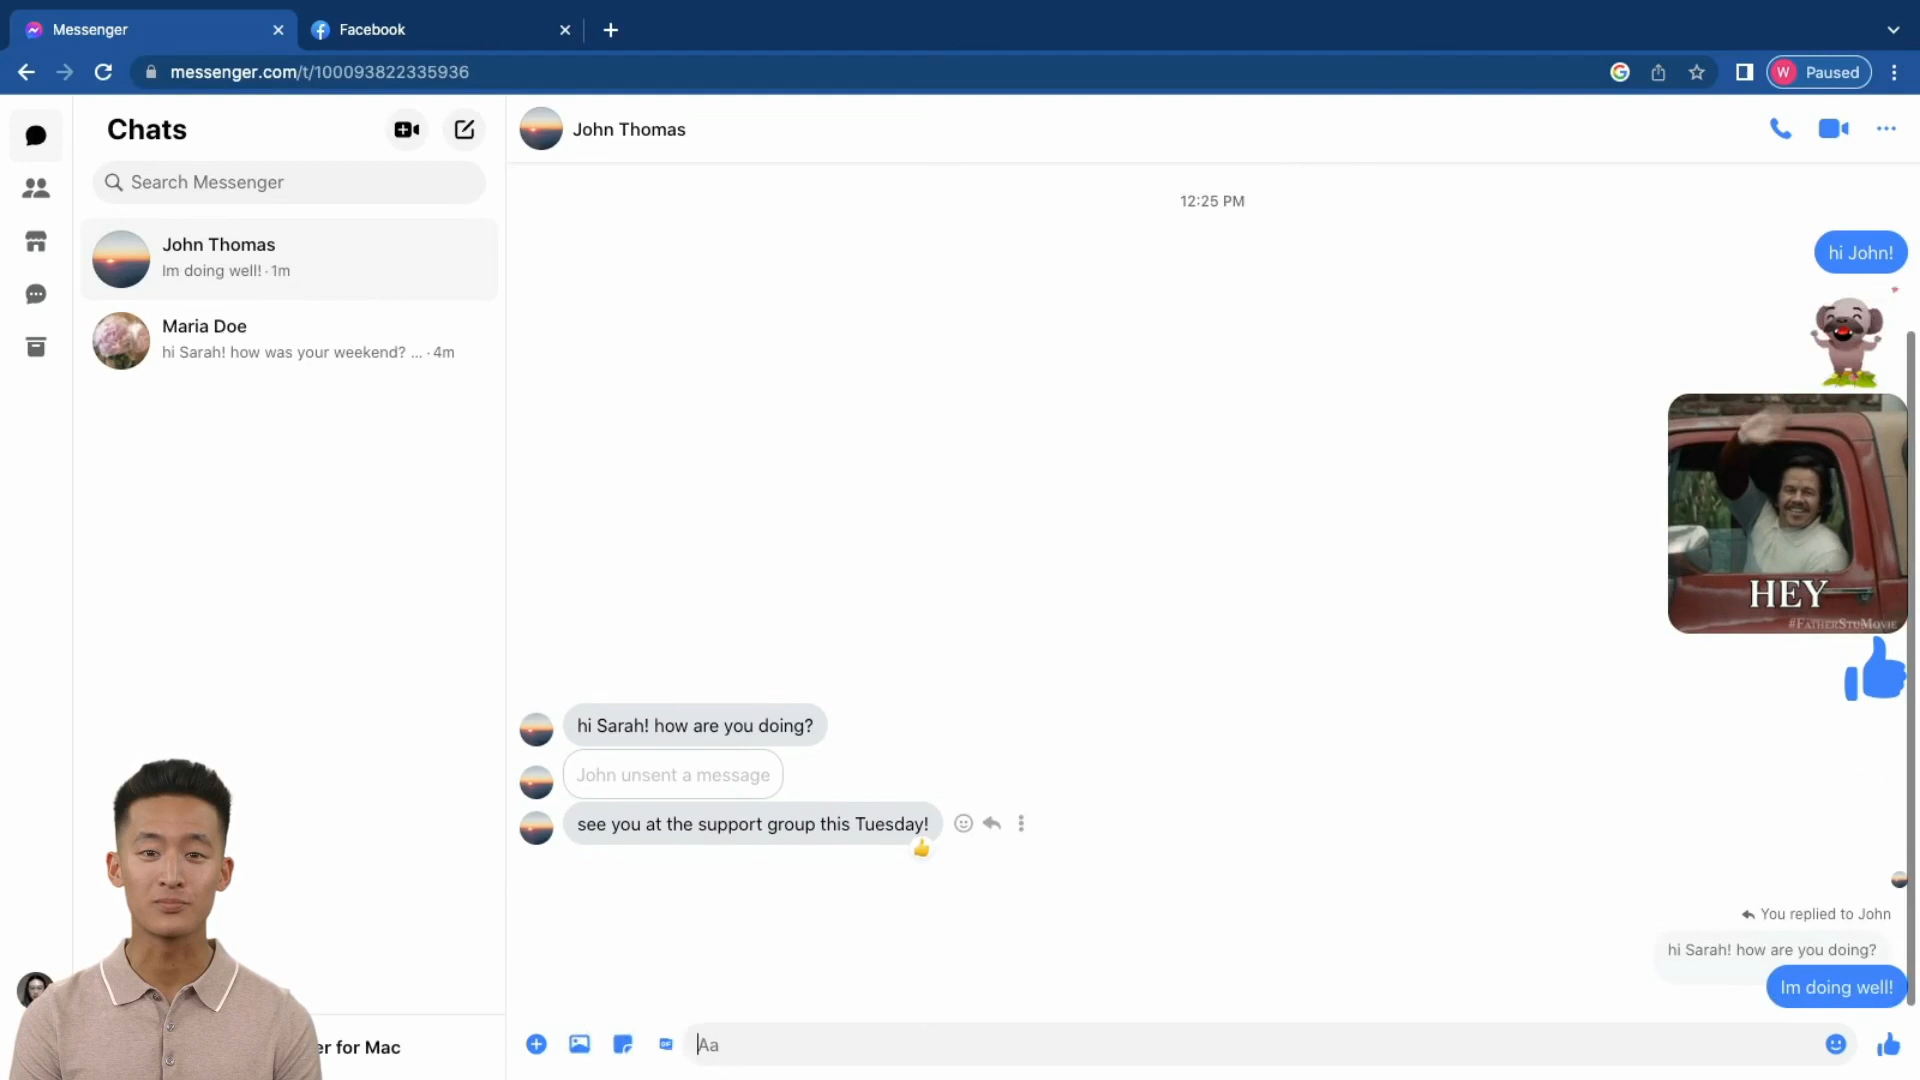 Messenger
Facebook
messenger.com/t/100093822335936
W
Paused
Chats
Search Messenger
John Thomas
Im doing well! · 1m
Maria Doe
hi Sarah! how was your weekend? ... · 4m
er for Mac
John Thomas
12:25 PM
hi John!
HEY
#FatherStuMovie
hi Sarah! how are you doing?
John unsent a message
see you at the support group this Tuesday!
You replied to John
hi Sarah! how are you doing?
Im doing well!
GIF
Aa